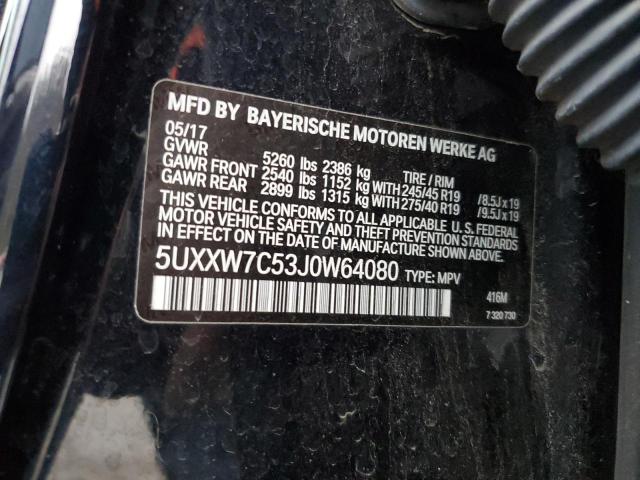 MFD BY BAYERISCHE MOTOREN WERKE AG
05/17
GVWR 5260 lbs 2386 kg TIRE / RIM
GAWR FRONT 2540 lbs 1152 kg WITH 245/45 R19 /8.5J x 19
GAWR REAR 2899 lbs 1315 kg WITH 275/40 R19 /9.5J x 19
THIS VEHICLE CONFORMS TO ALL APPLICABLE U. S. FEDERAL
MOTOR VEHICLE SAFETY AND THEFT PREVENTION STANDARDS
IN EFFECT ON THE DATE OF MANUFACTURE SHOWN ABOVE.
5UXXW7C53J0W64080 TYPE: MPV
416M
7 320 730